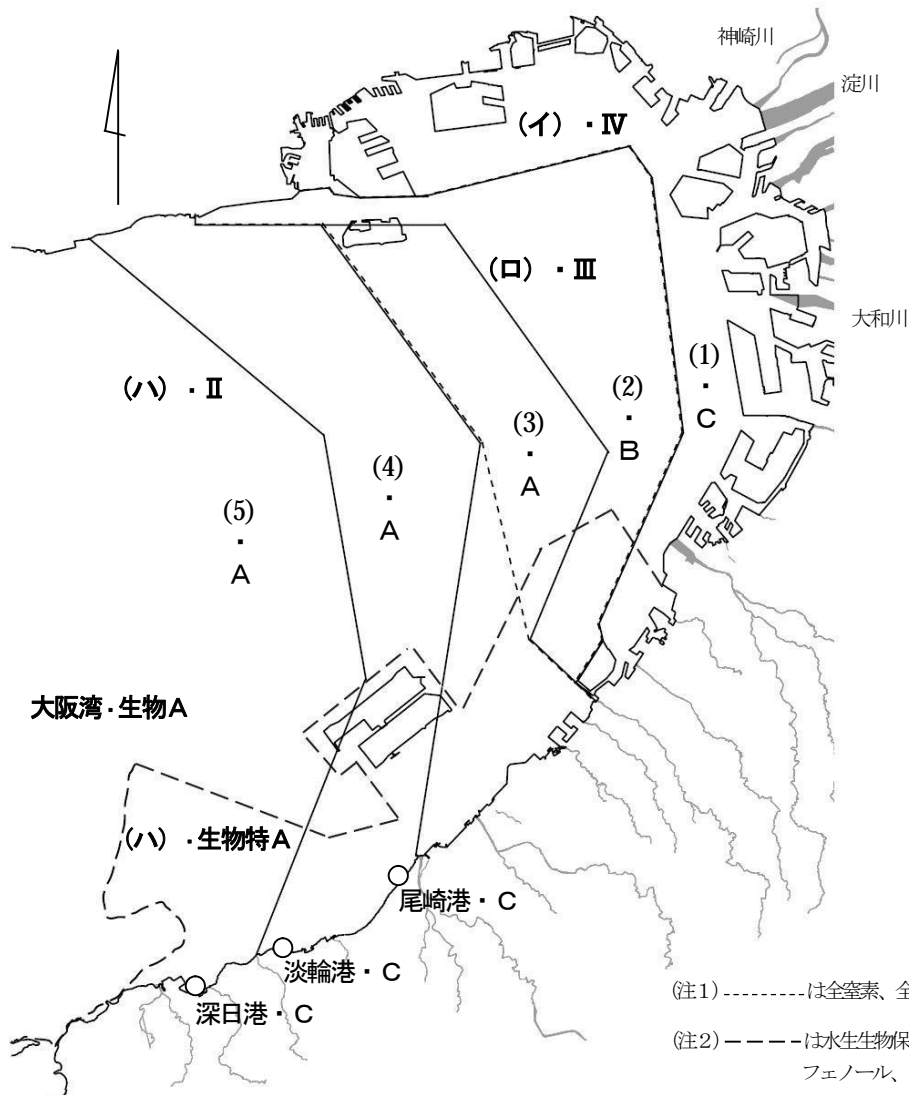 神崎川
淀川
(イ)・Ⅳ
(ロ)・Ⅲ
大和川
(1)
・
C
(ハ)・Ⅱ
(2)
・
B
(3)
・
A
(4)
・
A
(5)
・
A
大阪湾・生物A
(ハ)・生物特A
尾崎港・C
淡輪港・C
深日港・C
(注1) ---------は全窒素、全
(注2) — — —は水生生物保
フェノール、